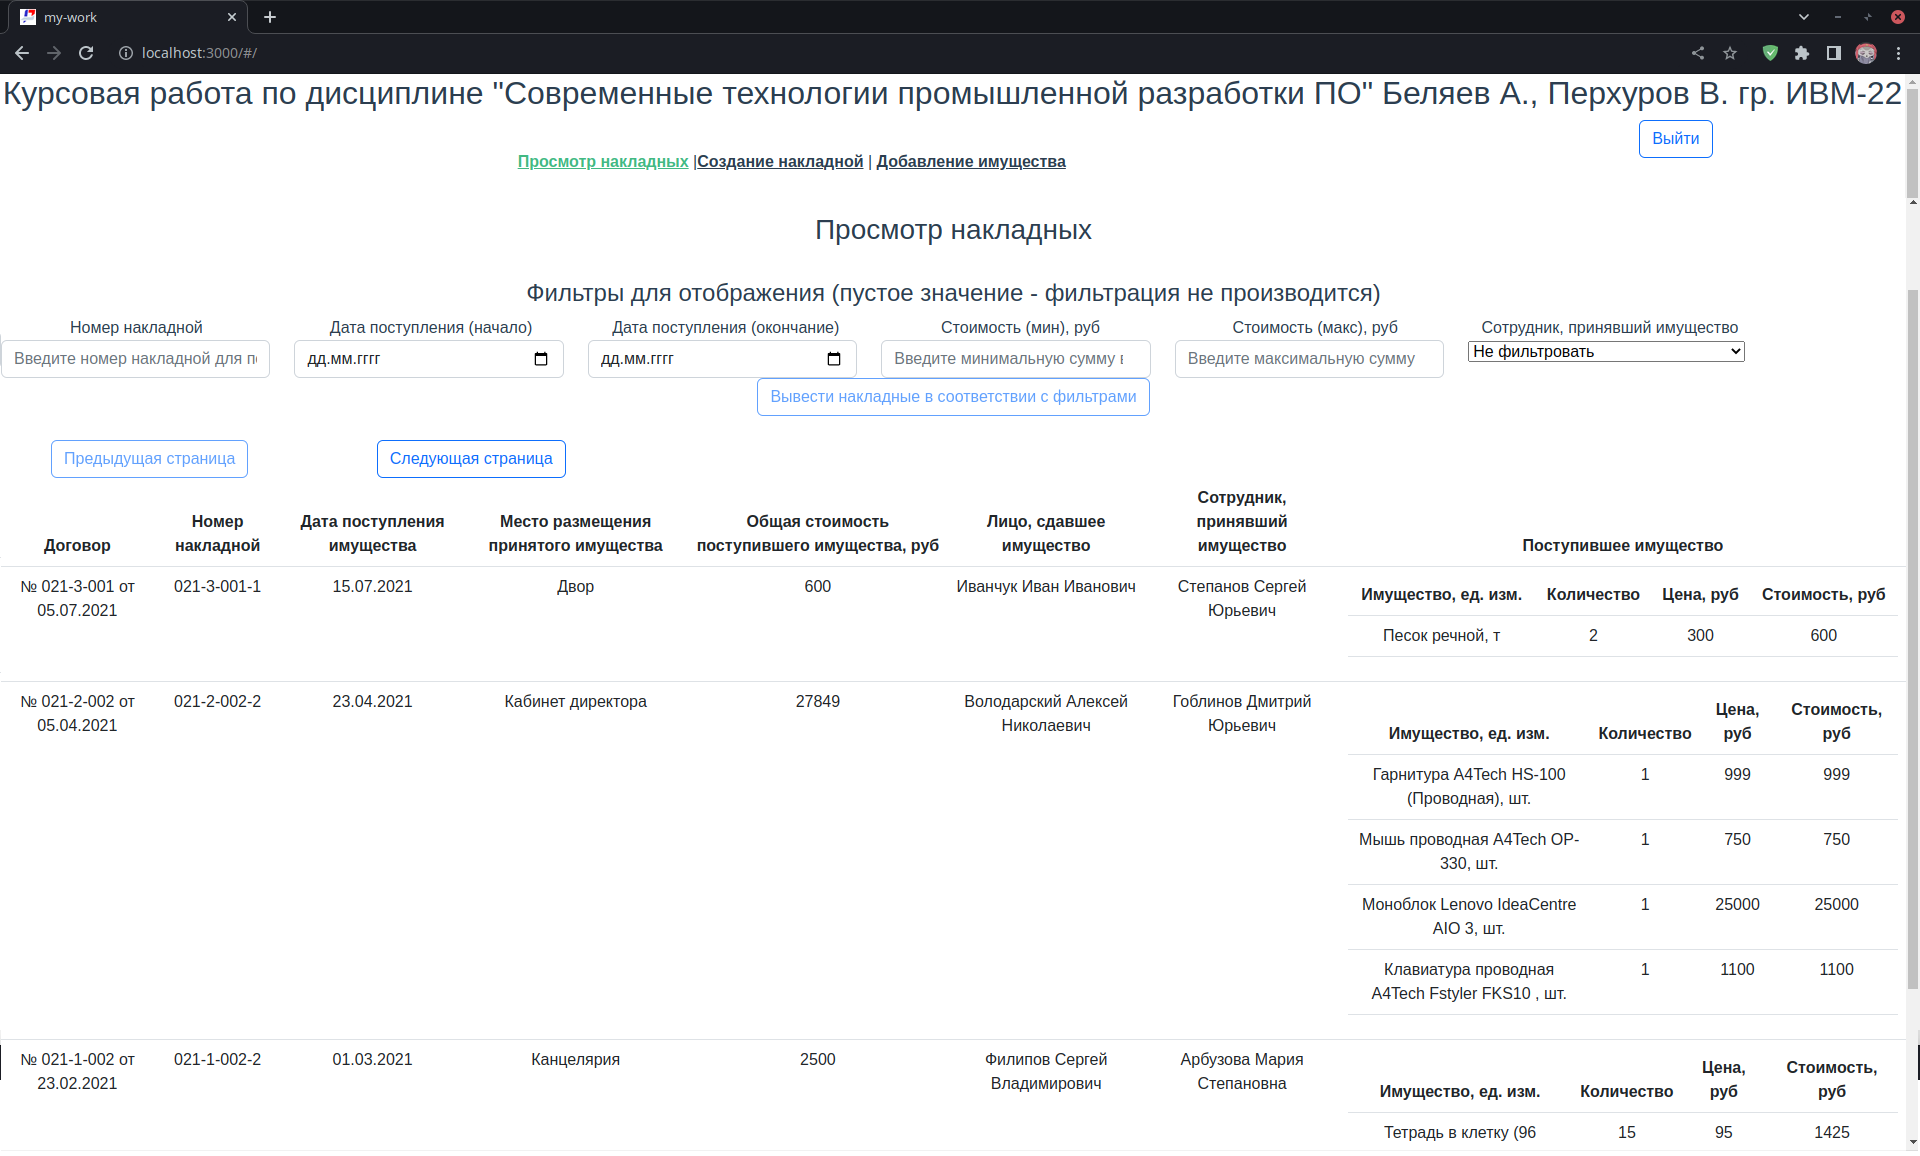 my-work
localhost:3000/#/
Курсовая работа по дисциплине "Современные технологии промышленной разработки ПО" Беляев А., Перхуров В. гр. ИВМ-22
Выйти
Просмотр накладных |Создание накладной | Добавление имущества
Просмотр накладных
Фильтры для отображения (пустое значение - фильтрация не производится)
Номер накладной Дата поступления (начало) Дата поступления (окончание) Стоимость (мин), руб Стоимость (макс), руб Сотрудник, принявший имущество
Введите номер накладной для по дд.мм.гггг дд.мм.гггг Введите минимальную сумму в Введите максимальную сумму Не фильтровать
Вывести накладные в соответствии с фильтрами
Предыдущая страница Следующая страница
Договор Номер накладной Дата поступления имущества Место размещения принятого имущества Общая стоимость поступившего имущества, руб Лицо, сдавшее имущество Сотрудник, принявший имущество Поступившее имущество
№ 021-3-001 от 021-3-001-1 15.07.2021 Двор 600 Иванчук Иван Иванович Степанов Сергей
05.07.2021 Юрьевич
Имущество, ед. изм. Количество Цена, руб Стоимость, руб
Песок речной, т 2 300 600
№ 021-2-002 от 021-2-002-2 23.04.2021 Кабинет директора 27849 Володарский Алексей Гоблинов Дмитрий
05.04.2021 Николаевич Юрьевич
Имущество, ед. изм. Количество Цена, руб Стоимость, руб
Гарнитура A4Tech HS-100 1 999 999
(Проводная), шт.
Мышь проводная A4Tech OP- 1 750 750
330, шт.
Моноблок Lenovo IdeaCentre 1 25000 25000
AIO 3, шт.
Клавиатура проводная 1 1100 1100
A4Tech Fstyler FKS10 , шт.
№ 021-1-002 от 021-1-002-2 01.03.2021 Канцелярия 2500 Филипов Сергей Арбузова Мария
23.02.2021 Владимирович Степановна
Имущество, ед. изм. Количество Цена, руб Стоимость, руб
Тетрадь в клетку (96 15 95 1425